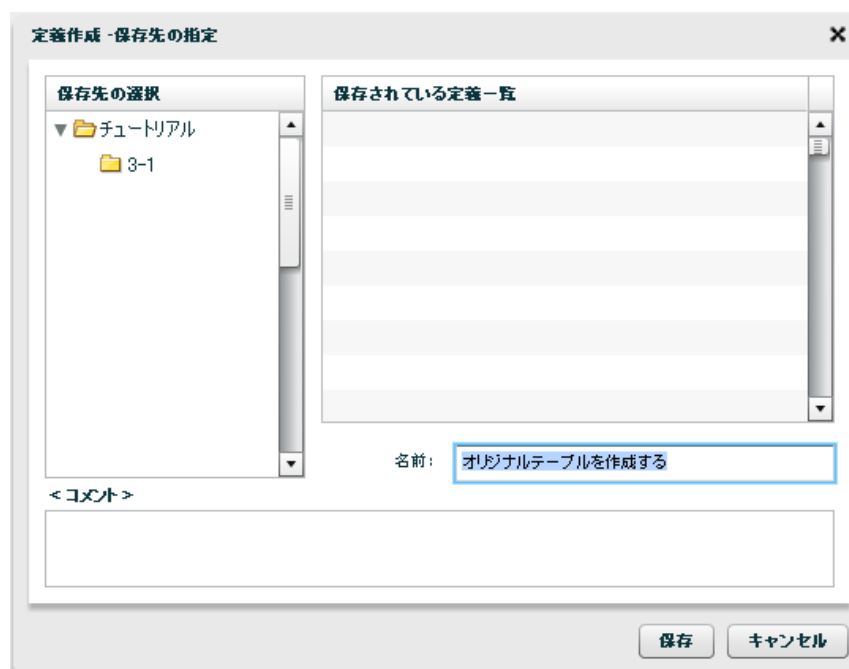 定義作成 -保存先の指定
保存先の選択
保存されている定義一覧
チュートリアル
3-1
名前:
オリジナルテーブルを作成する
<コメント>
保存
キャンセル